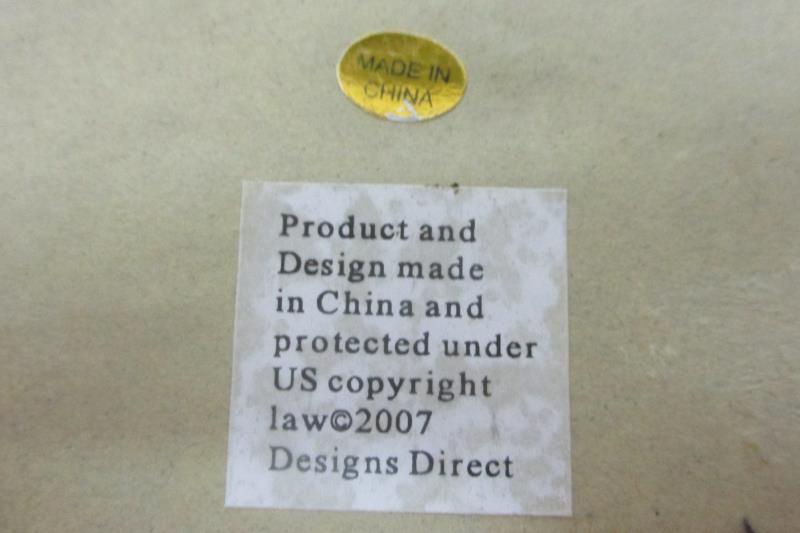 MADE IN
CHINA
Product and
Design made
in China and
protected under
US copyright
law©2007
Designs Direct